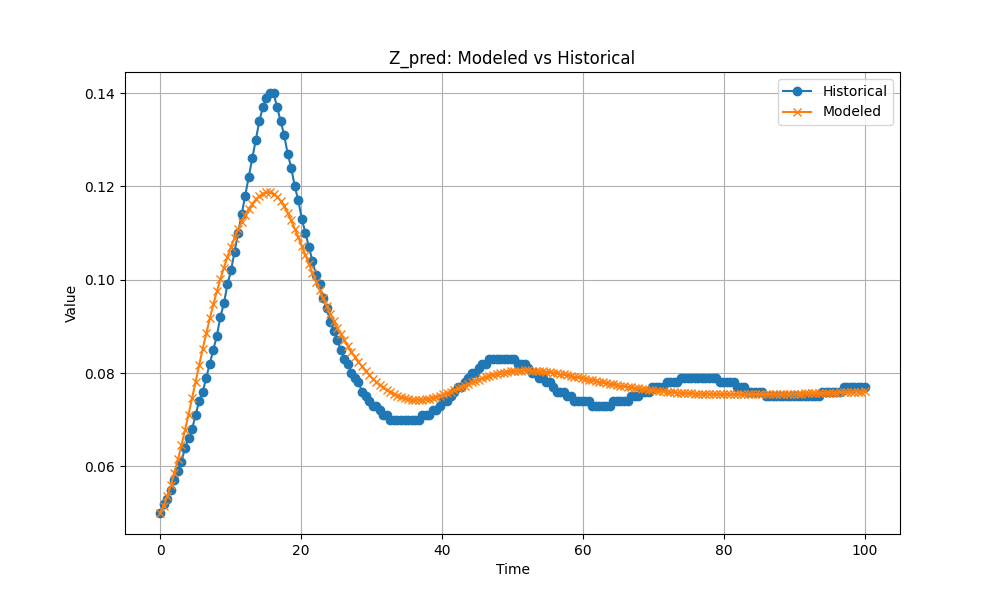 Z_pred: Modeled vs Historical
Historical
Modeled
Value
0.14
0.12
0.10
0.08
0.06
0 20 40 60 80 100
Time